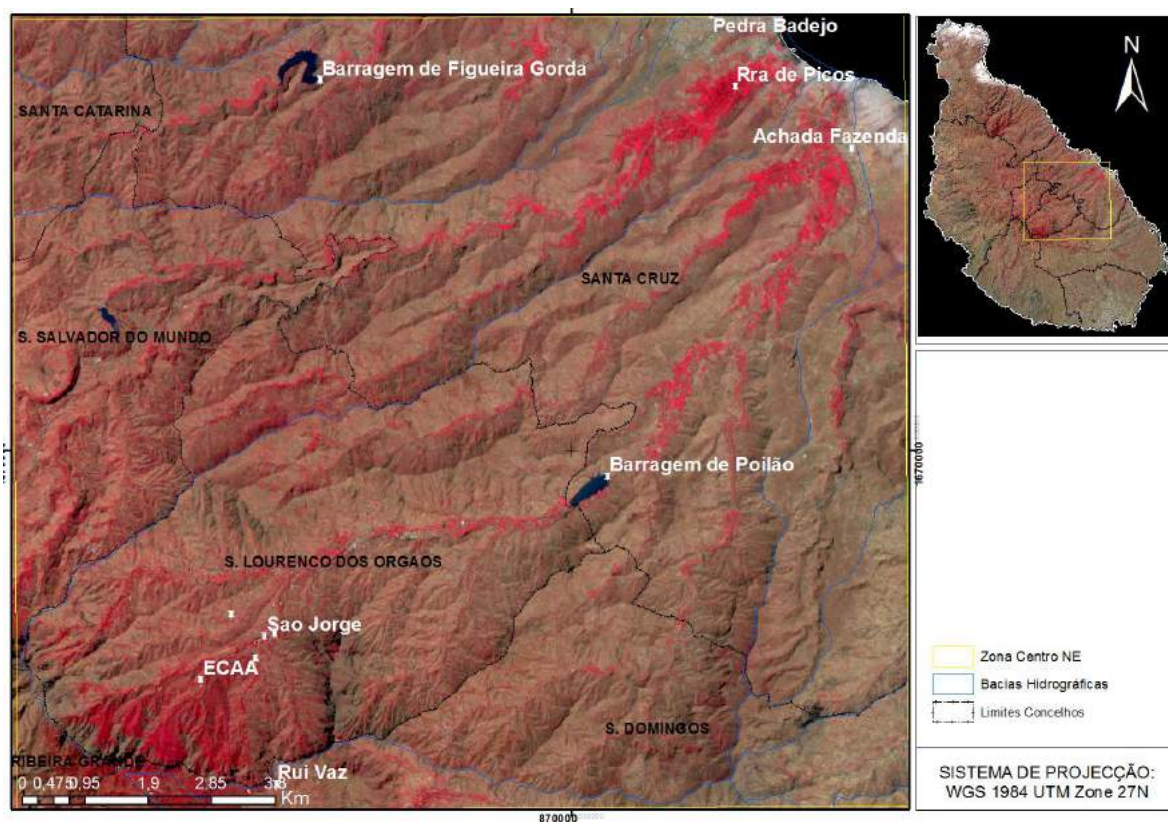 Pedra Badejo
Barragem de Figueira Gorda
Rra de Picos
SANTA CATARINA
Achada Fazenda
SANTA CRUZ
S. SALVADOR DO MUNDO
Barragem de Poilão
S. LOURENCO DOS ORGAOS
Sao Jorge
ECAA
S. DOMINGOS
RIBEIRA GRANDE
Rui Vaz
0 0,475 0,95 1,9 2,85 3,8
Km
870000
1670000
N
Zona Centro NE
Bacias Hidrográficas
Limites Concelhos
SISTEMA DE PROJECÇÃO:
WGS 1984 UTM Zone 27N